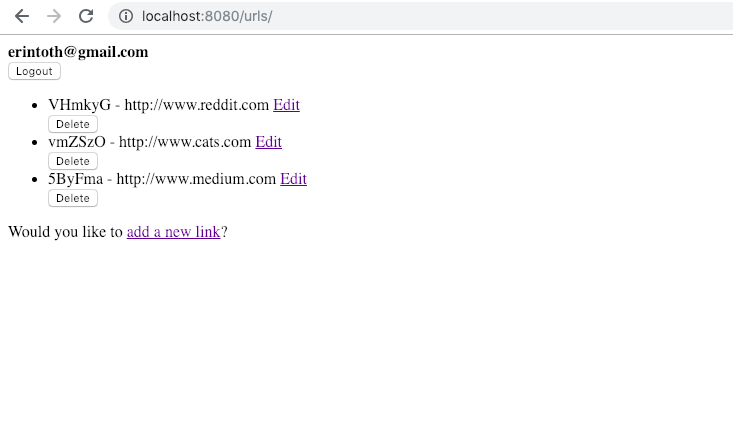 localhost:8080/urls/
erintoth@gmail.com
Logout
VHmkyG - http://www.reddit.com Edit
Delete
vmZSzO - http://www.cats.com Edit
Delete
5ByFma - http://www.medium.com Edit
Delete
Would you like to add a new link?